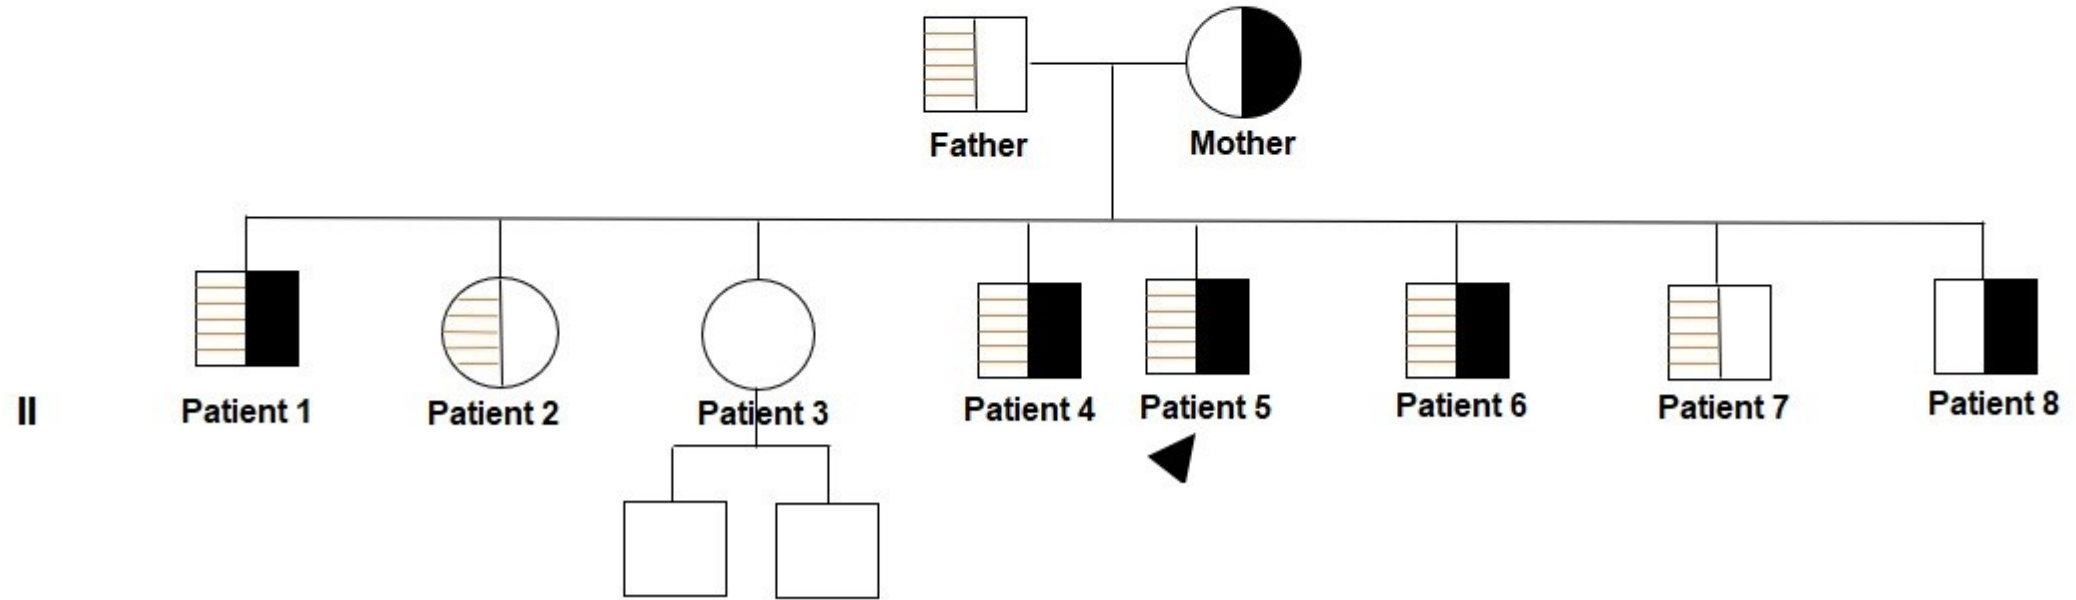 Father
Mother
II
Patient 1
Patient 2
Patient 3
Patient 4
Patient 5
Patient 6
Patient 7
Patient 8